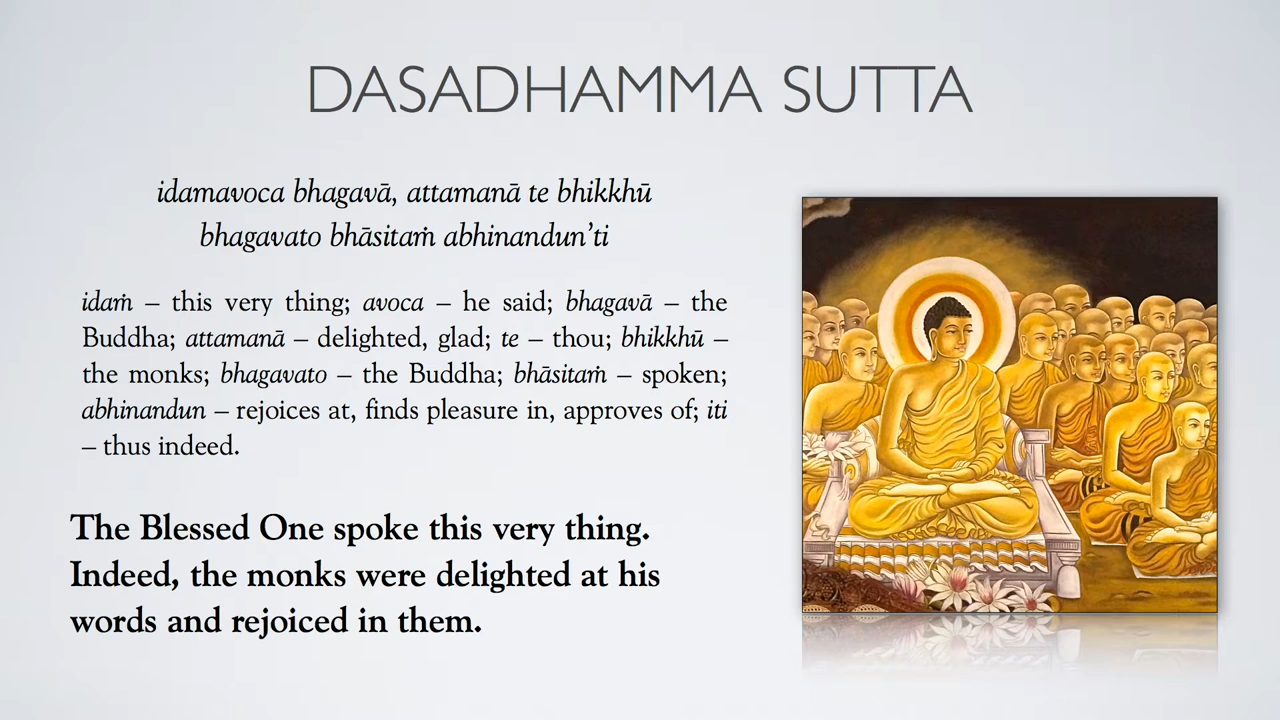 DASADHAMMA SUTTA
idamavoca bhagavā, attamanā te bhikkhū
bhagavato bhāsitaṁ abhinandun’ti
idaṁ – this very thing; avoca – he said; bhagavā – the
Buddha; attamanā – delighted, glad; te – thou; bhikkhū –
the monks; bhagavato – the Buddha; bhāsitaṁ – spoken;
abhinandun – rejoices at, finds pleasure in, approves of; iti
– thus indeed.
The Blessed One spoke this very thing.
Indeed, the monks were delighted at his
words and rejoiced in them.